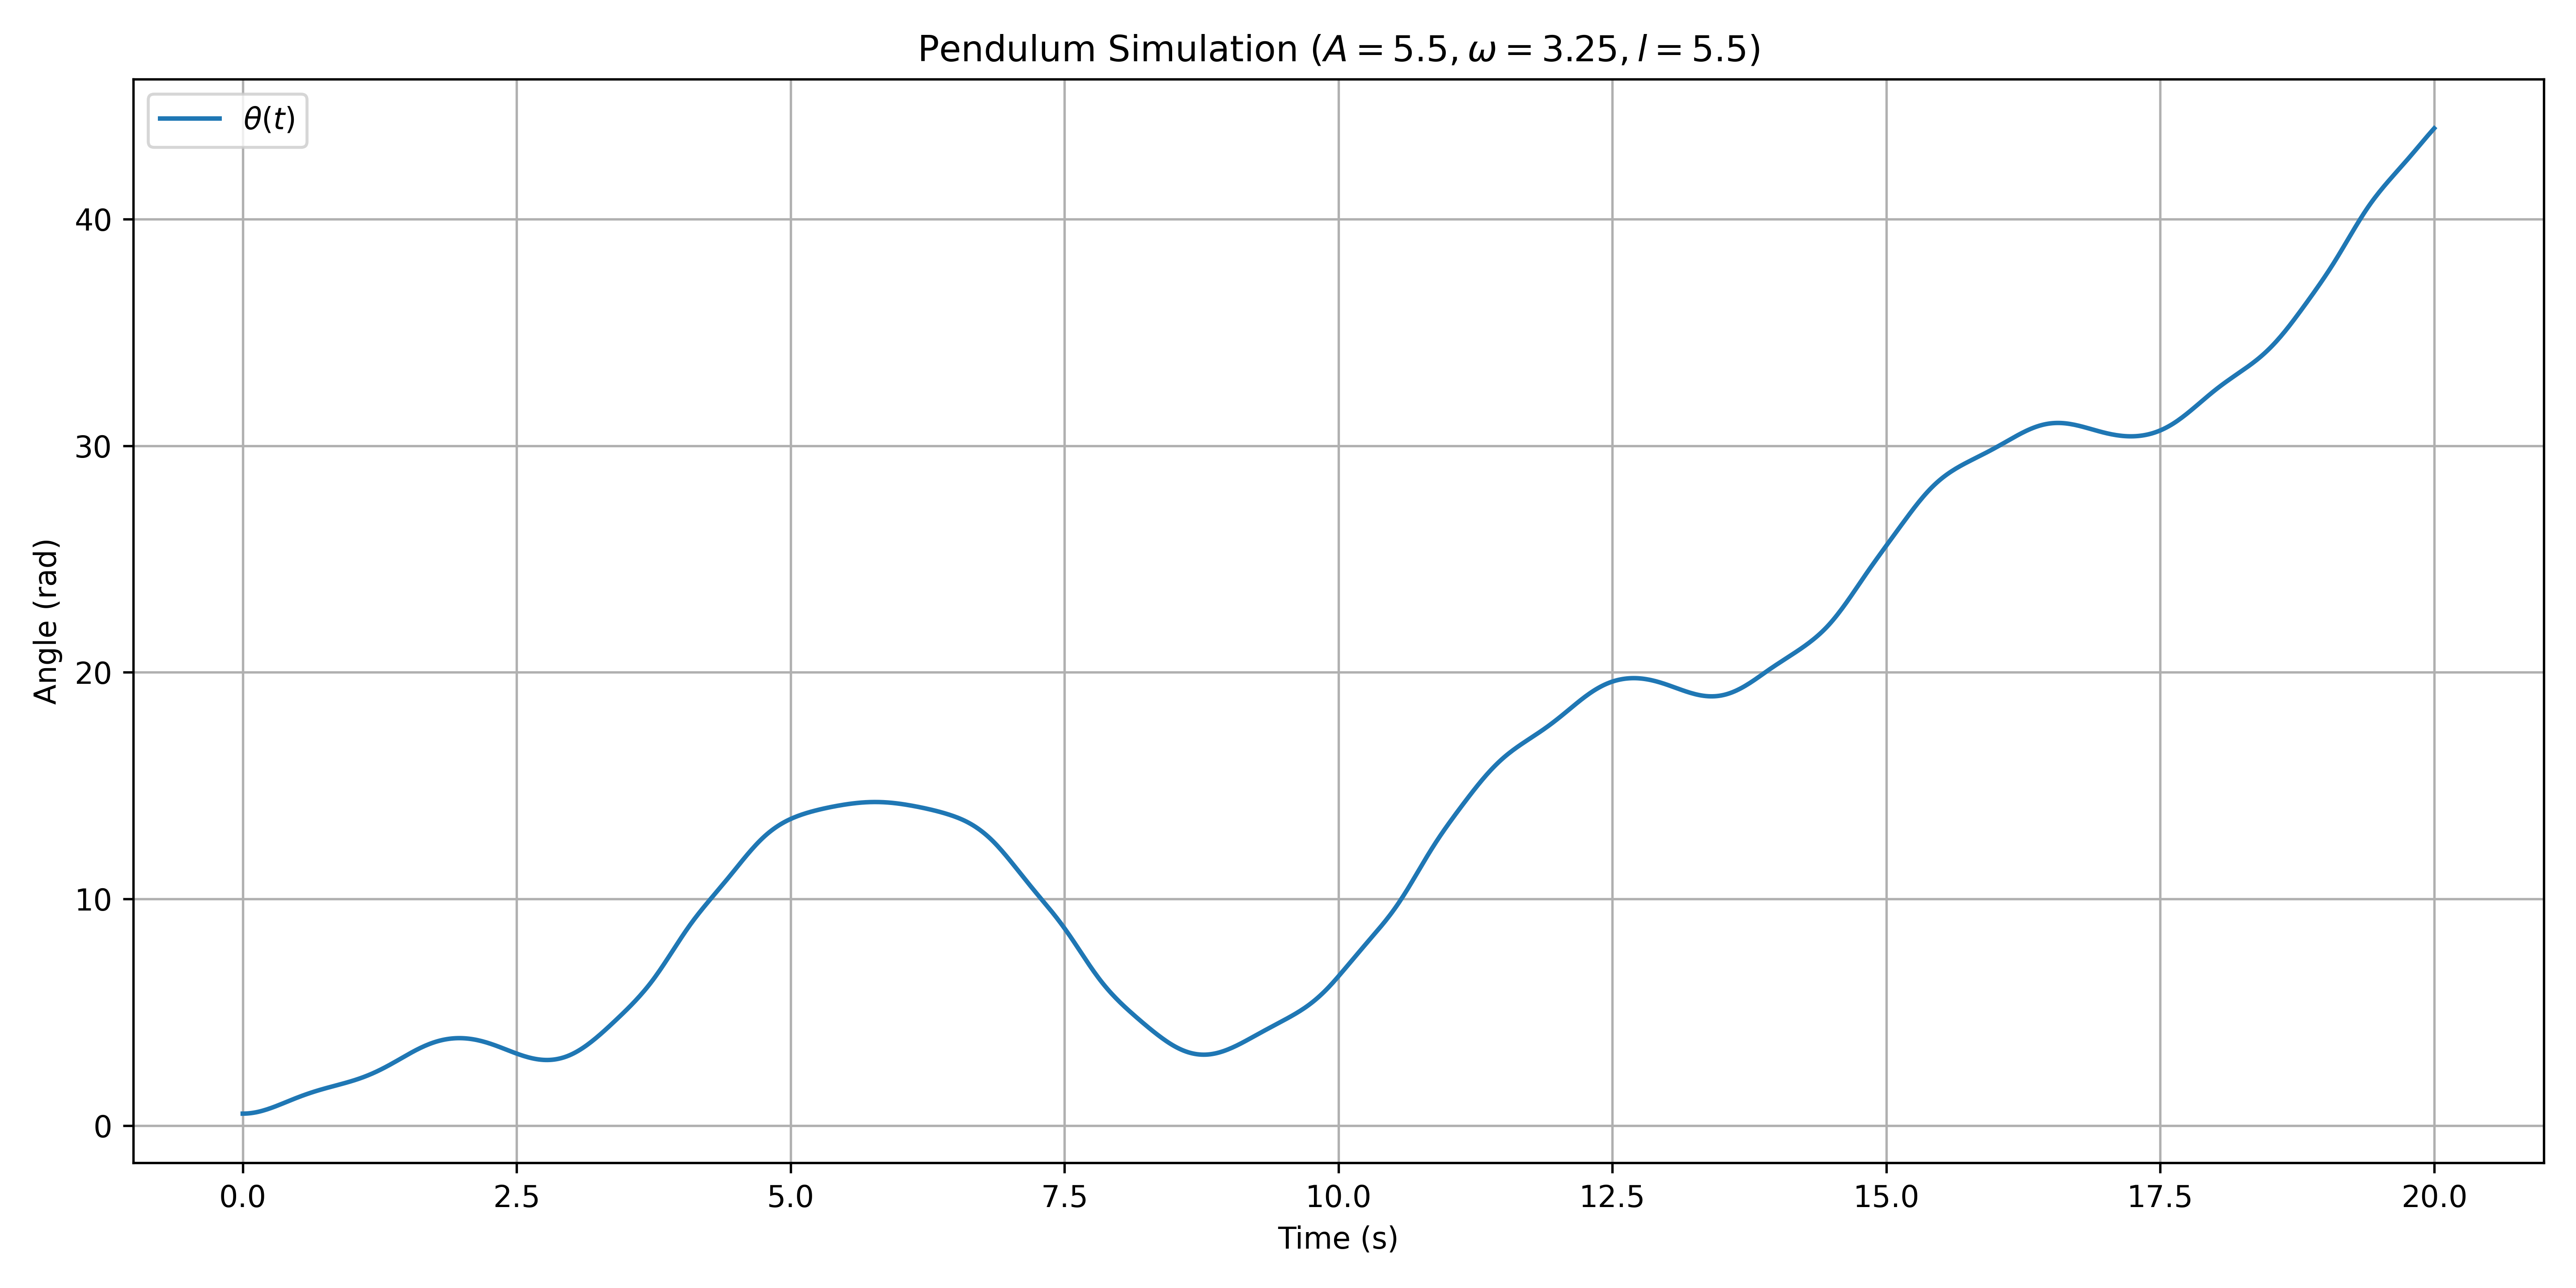 Pendulum Simulation (A = 5.5, ω = 3.25, l = 5.5)
θ(t)
Angle (rad)
40
30
20
10
0
0.0 2.5 5.0 7.5 10.0 12.5 15.0 17.5 20.0
Time (s)